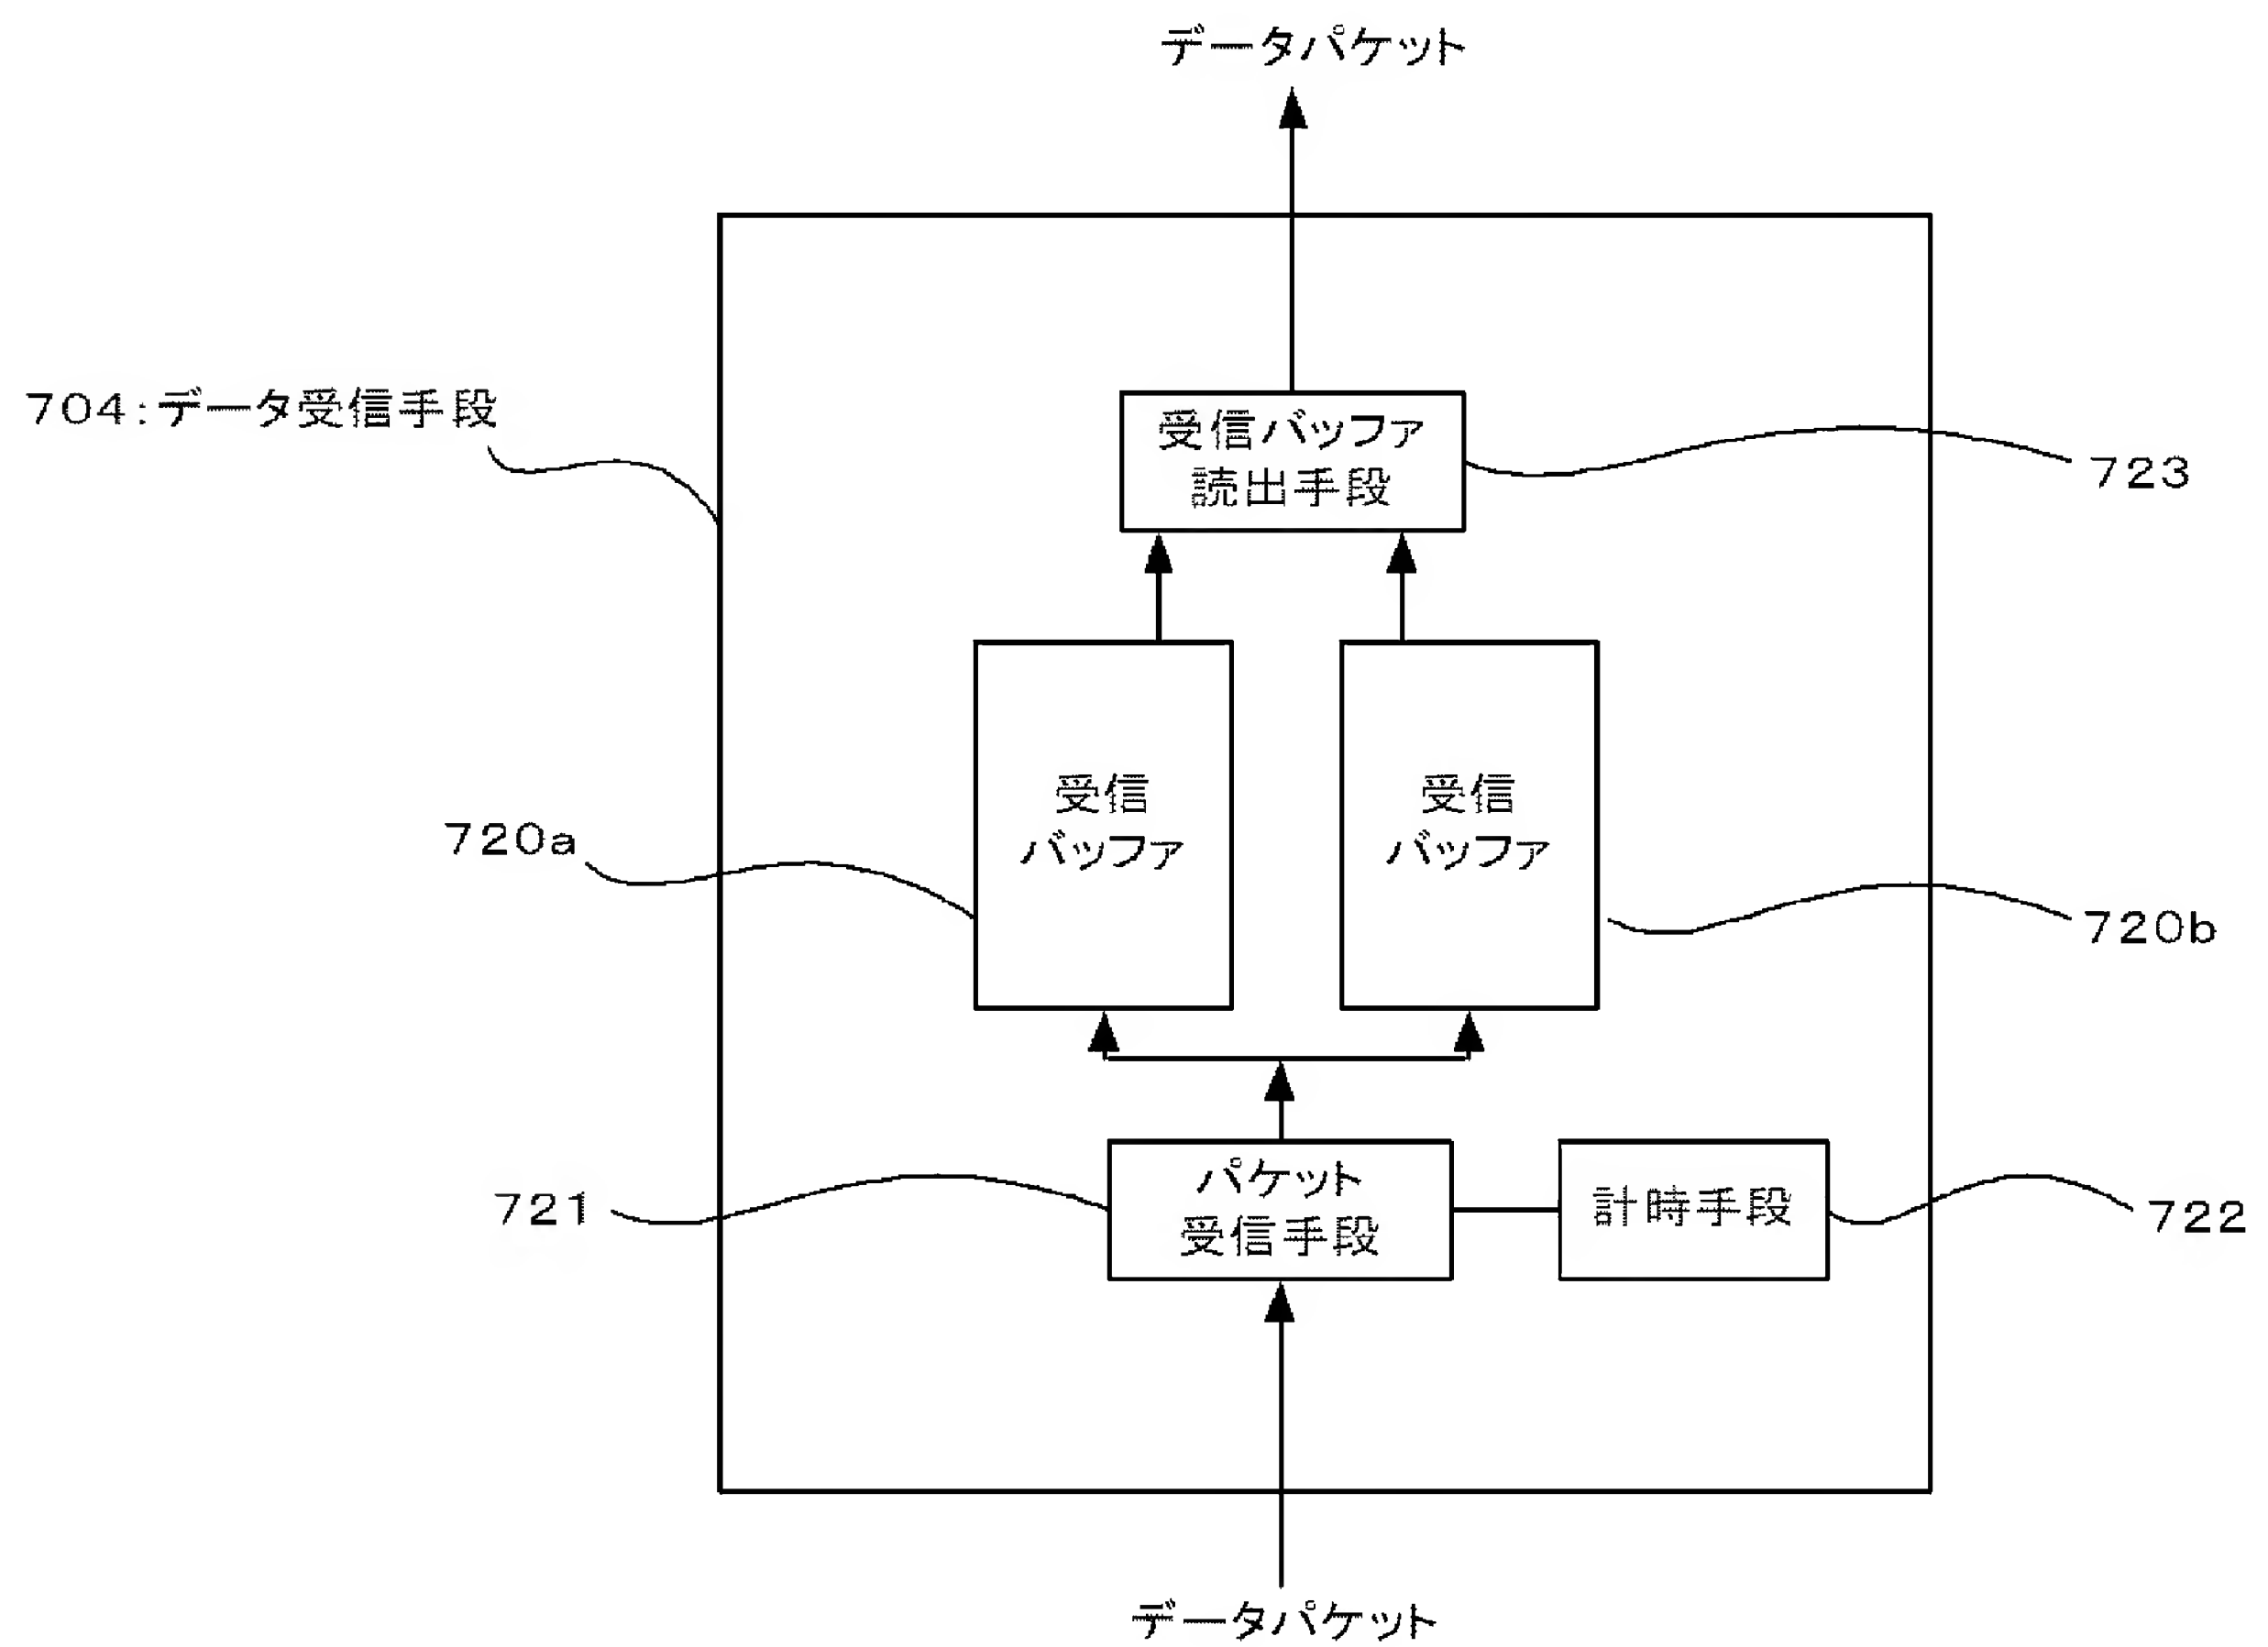 データパケット
704:データ受信手段
受信バッファ
読出手段
723
受信
バッファ
受信
バッファ
720a
720b
パケット
受信手段
計時手段
721
722
データパケット